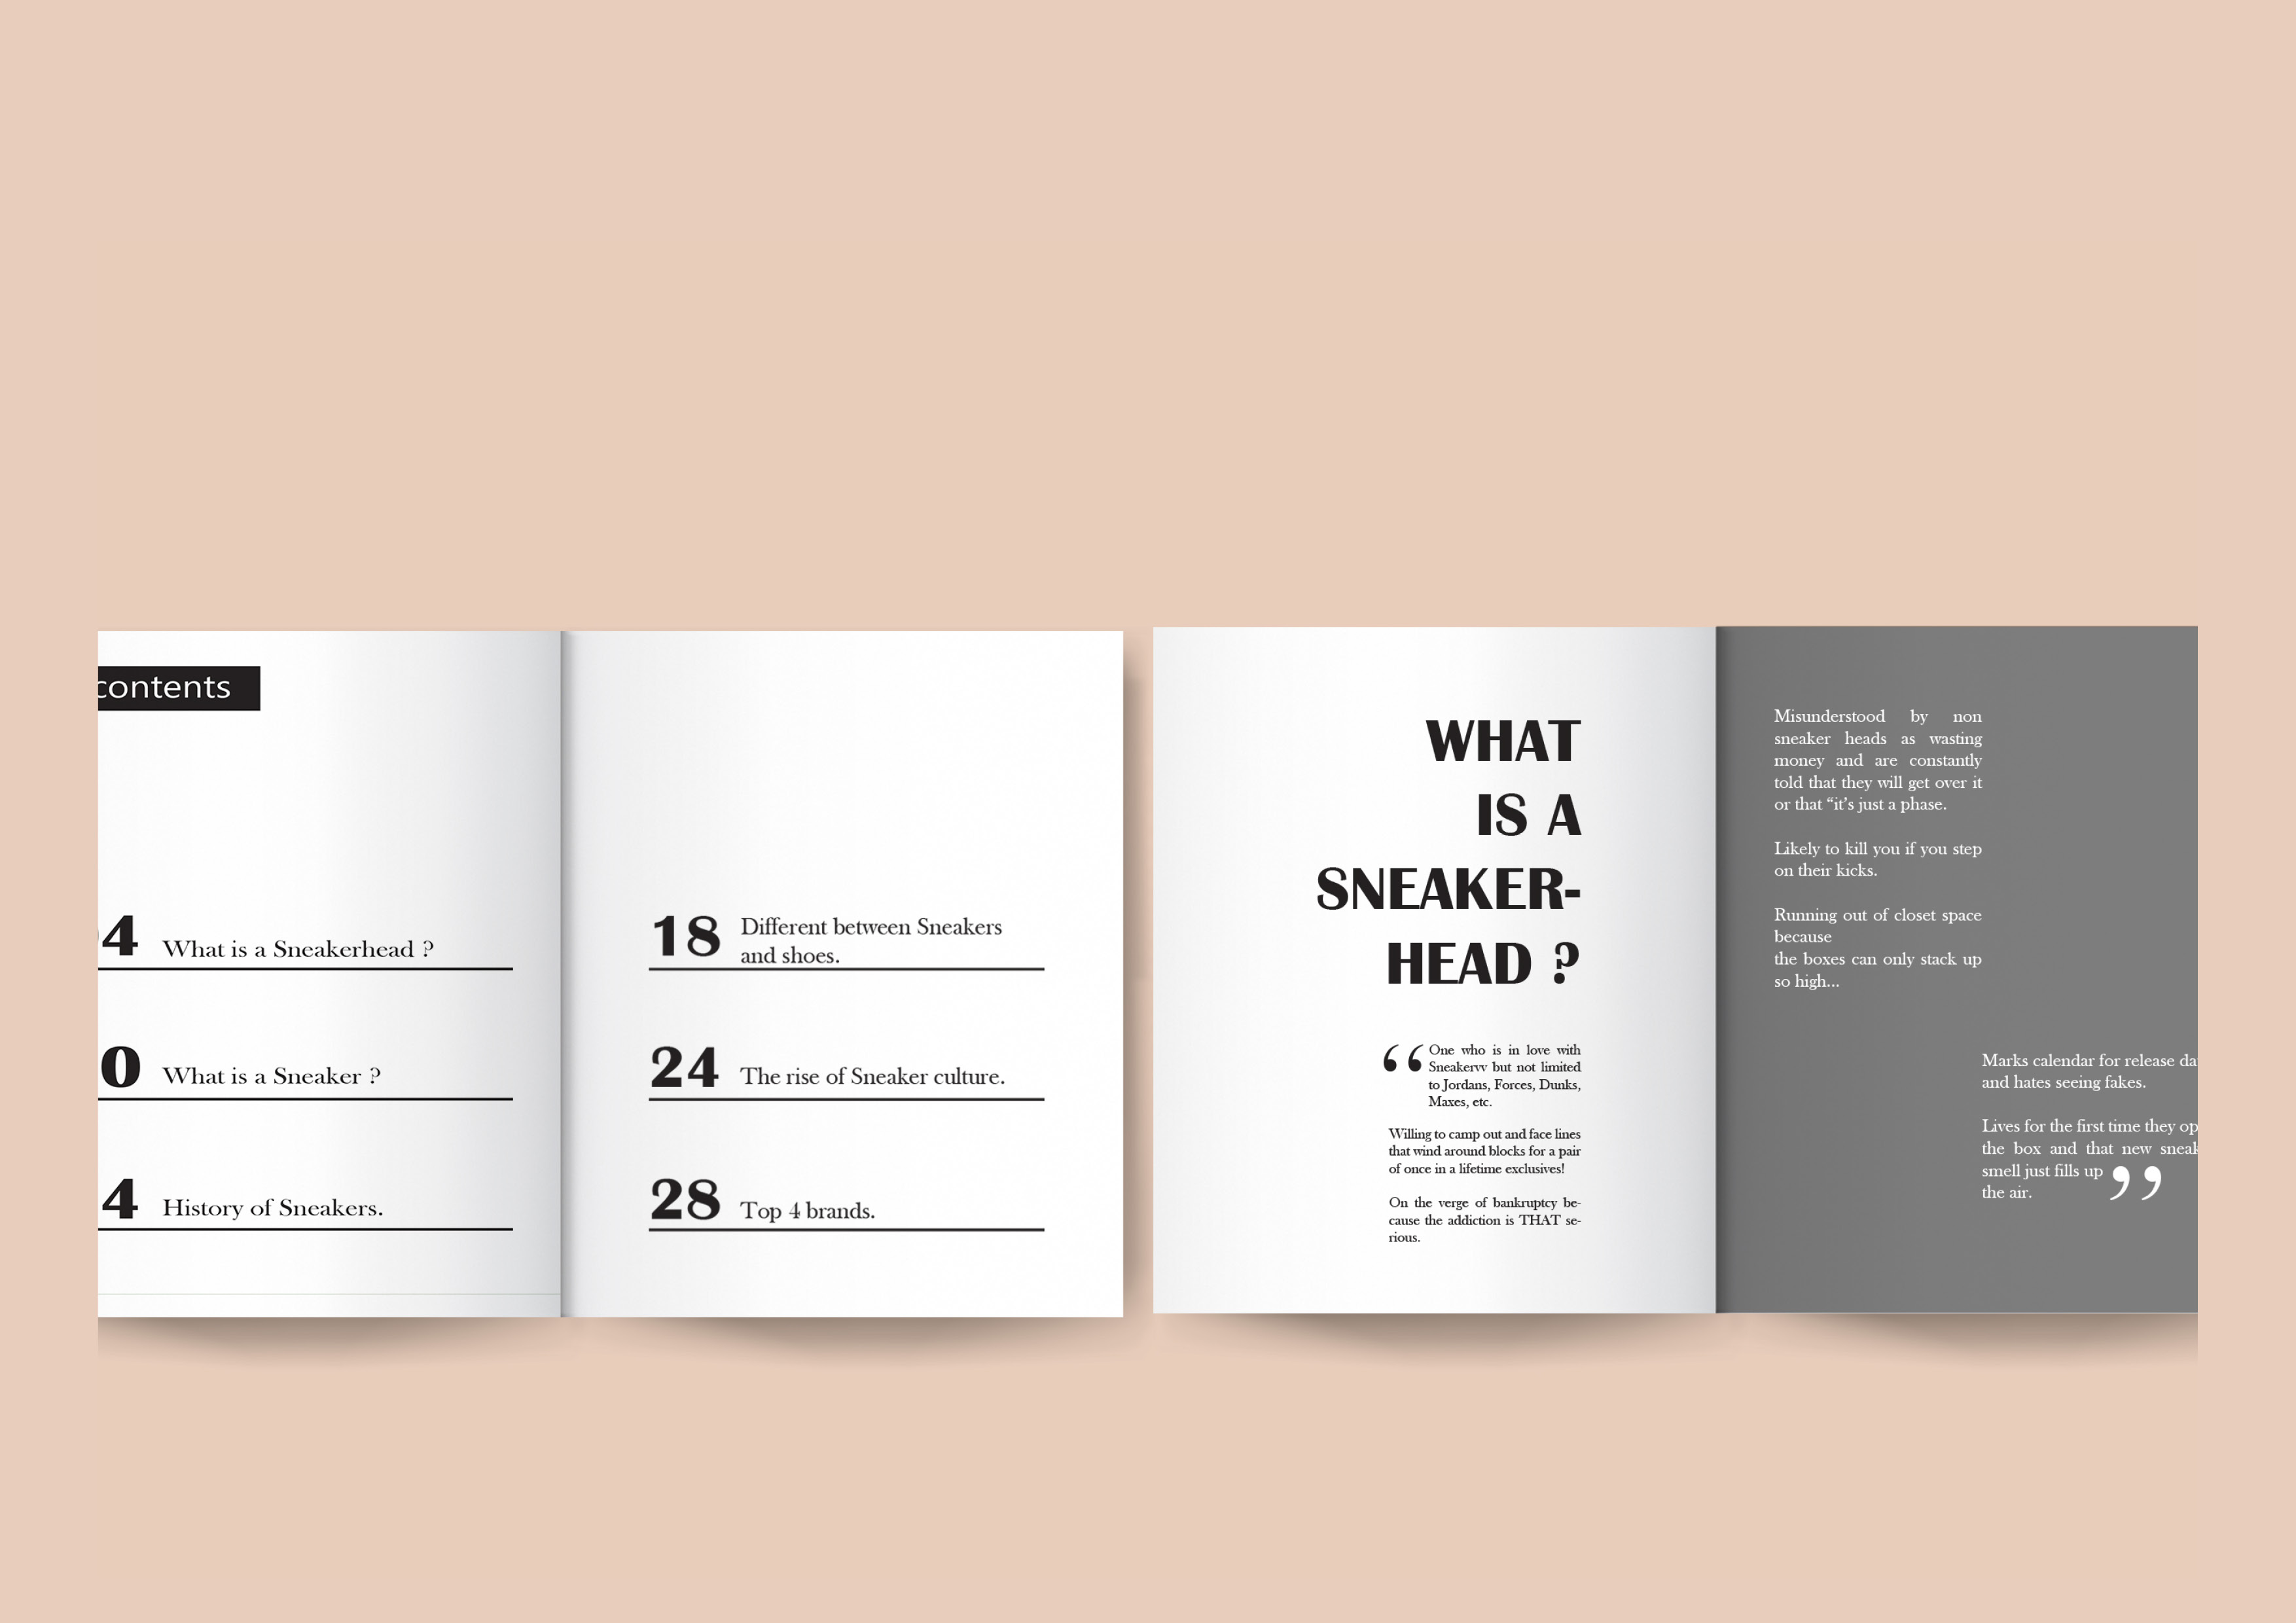 contents
4 What is a Sneakerhead ?
0 What is a Sneaker ?
4 History of Sneakers.
18 Different between Sneakers
and shoes.
24 The rise of Sneaker culture.
28 Top 4 brands.
WHAT
IS A
SNEAKER-
HEAD ?
“ One who is in love with
Sneakervv but not limited
to Jordans, Forces, Dunks,
Maxes, etc.
Willing to camp out and face lines
that wind around blocks for a pair
of once in a lifetime exclusives!
On the verge of bankruptcy be-
cause the addiction is THAT se-
rious.
Misunderstood by non
sneaker heads as wasting
money and are constantly
told that they will get over it
or that “it’s just a phase.
Likely to kill you if you step
on their kicks.
Running out of closet space
because
the boxes can only stack up
so high...
Marks calendar for release da
and hates seeing fakes.
Lives for the first time they op
the box and that new sneak
smell just fills up
the air. ”